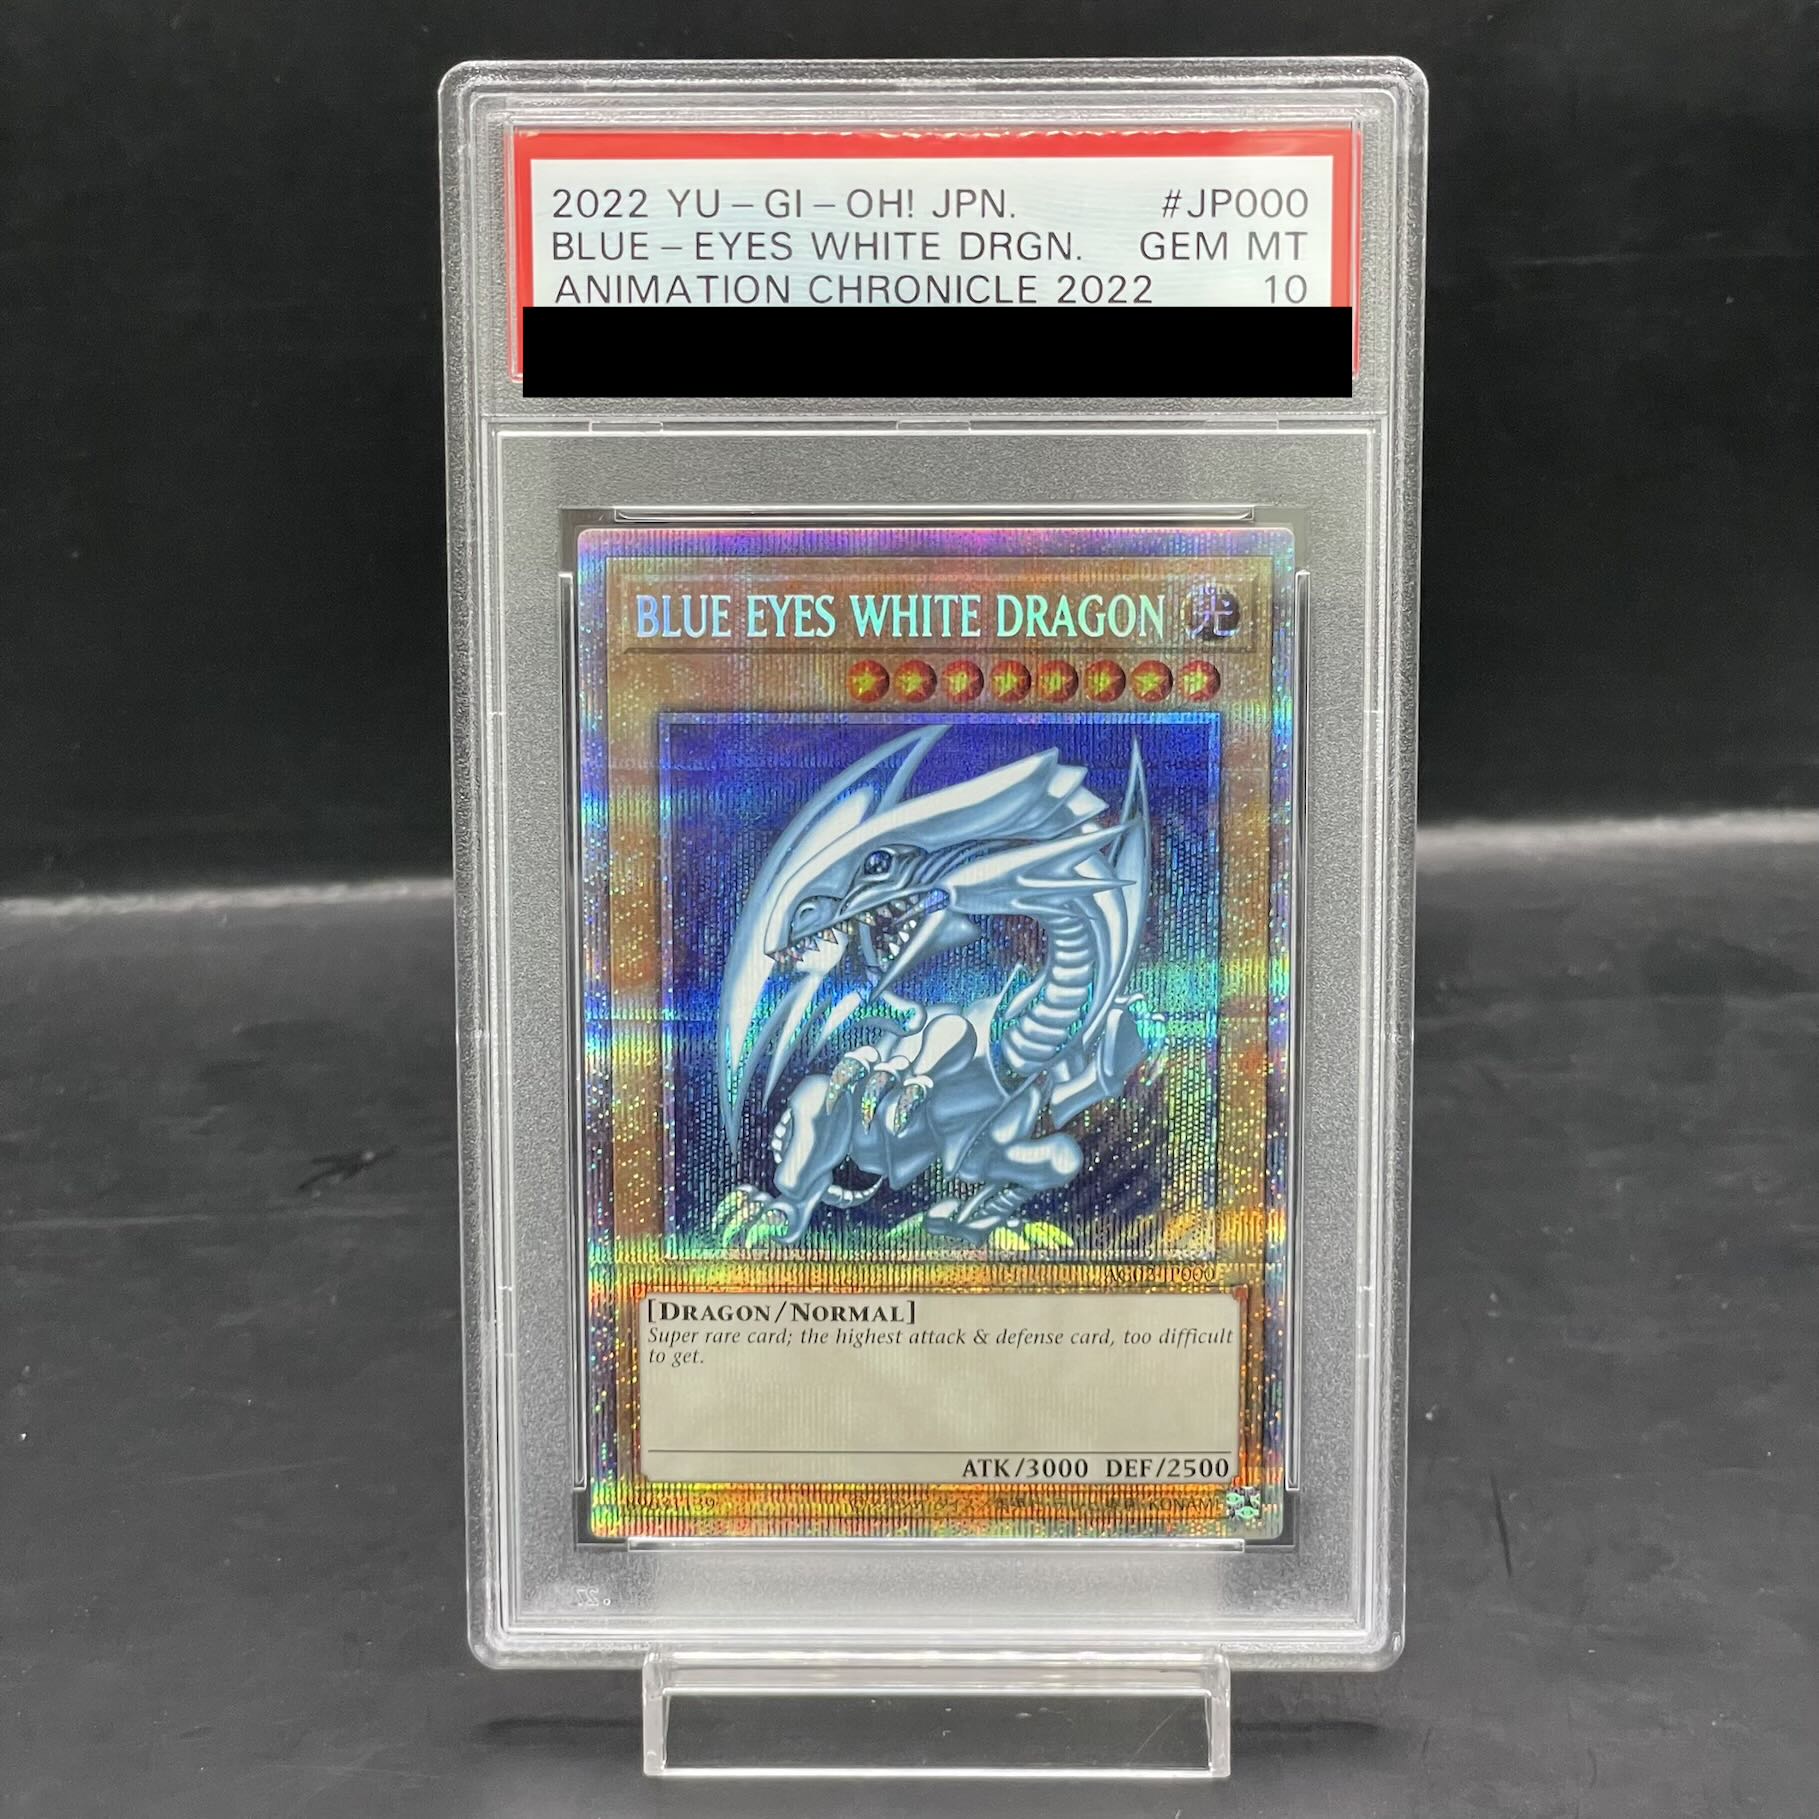 2022 YU-GI-OH! JPN. #JP000
BLUE-EYES WHITE DRGN. GEM MT
ANIMATION CHRONICLE 2022 10
BLUE EYES WHITE DRAGON 光
[DRAGON/NORMAL]
Super rare card; the highest attack & defense card, too difficult
to get.
ATK/3000 DEF/2500
KONAMI